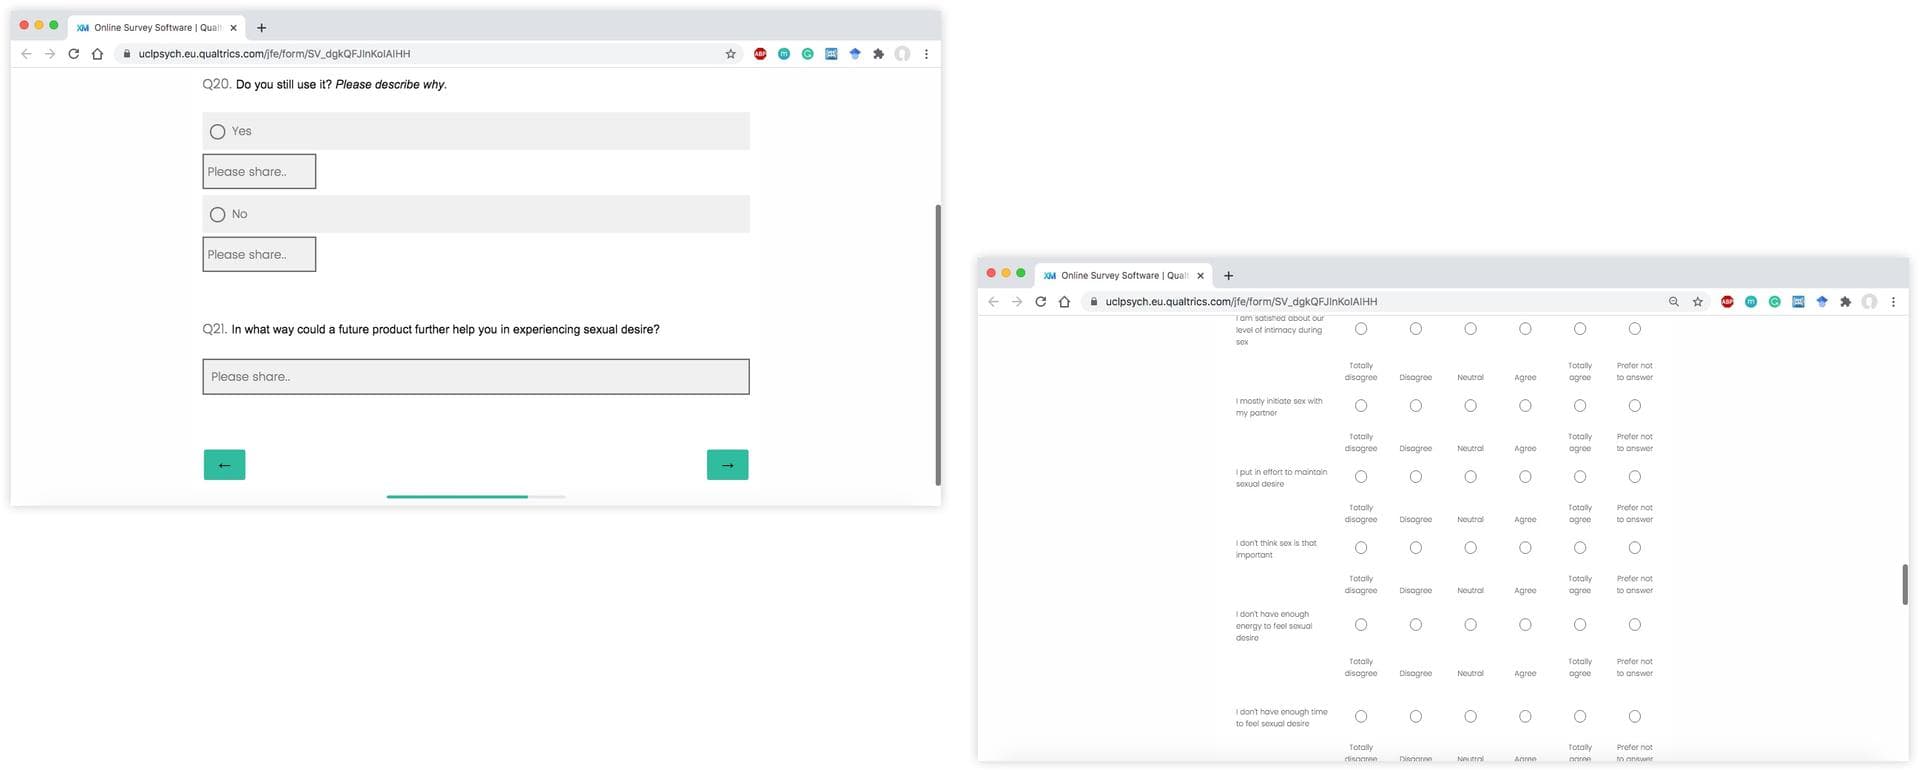 Online Survey Software | Qualt
uclpsych.eu.qualtrics.com/jfe/form/SV_dgkQFJlnKolAlHH
ABP
Q20. Do you still use it? Please describe why.
Yes
Please share..
No
Please share..
Q21. In what way could a future product further help you in experiencing sexual desire?
Please share..
← →
Online Survey Software | Qualt
uclpsych.eu.qualtrics.com/jfe/form/SV_dgkQFJlnKolAlHH
ABP
I am satisfied about our
level of intimacy during
sex
Totally Totally Prefer not
disagree Disagree Neutral Agree agree to answer
I mostly initiate sex with
my partner
Totally Totally Prefer not
disagree Disagree Neutral Agree agree to answer
I put in effort to maintain
sexual desire
Totally Totally Prefer not
disagree Disagree Neutral Agree agree to answer
I don't think sex is that
important
Totally Totally Prefer not
disagree Disagree Neutral Agree agree to answer
I don't have enough
energy to feel sexual
desire
Totally Totally Prefer not
disagree Disagree Neutral Agree agree to answer
I don't have enough time
to feel sexual desire
Totally Totally Prefer not
disagree Disagree Neutral Agree agree to answer